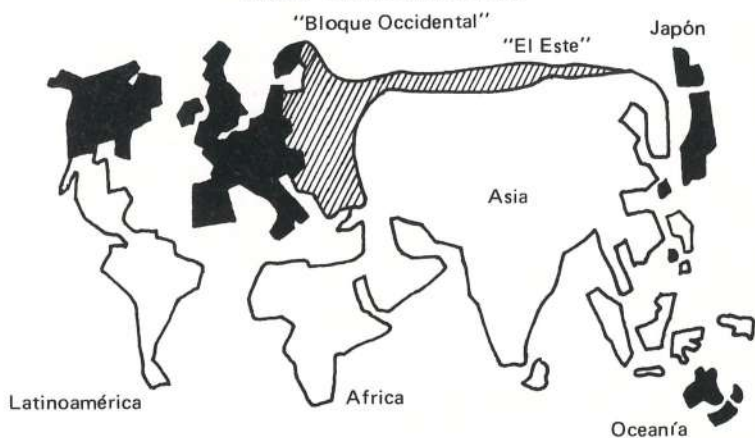 "Bloque Occidental"
"El Este"
Japón
Asia
Latinoamérica
Africa
Oceanía